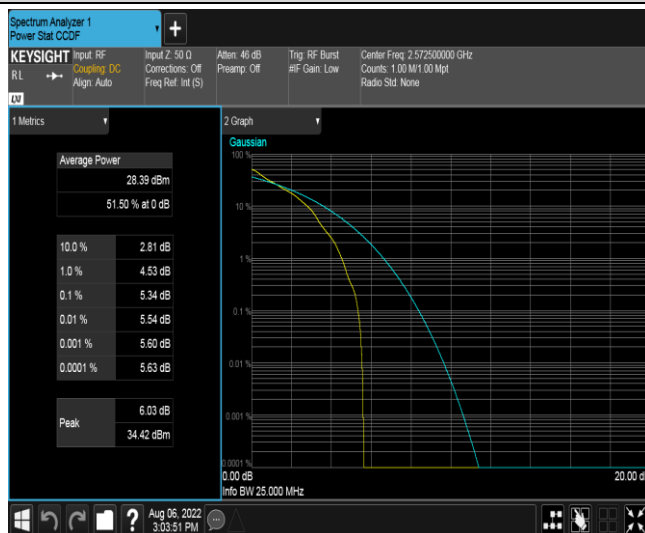 Spectrum Analyzer 1
Power Stat CCDF
KEYSIGHT
RL
LXI
Input: RF
Coupling: DC
Align: Auto
Input Z: 50 Ω
Corrections: Off
Freq Ref: Int (S)
Atten: 46 dB
Preamp: Off
Trig: RF Burst
#IF Gain: Low
Center Freq: 2.572500000 GHz
Counts: 1.00 M/1.00 Mpt
Radio Std: None
1 Metrics
Average Power
28.39 dBm
51.50 % at 0 dB
10.0 % 2.81 dB
1.0 % 4.53 dB
0.1 % 5.34 dB
0.01 % 5.54 dB
0.001 % 5.60 dB
0.0001 % 5.63 dB
Peak
6.03 dB
34.42 dBm
2 Graph
Gaussian
100 %
10 %
1 %
0.1 %
0.01 %
0.001 %
0.0001 %
0.00 dB
20.00 d
Info BW 25.000 MHz
?
Aug 06, 2022
3:03:51 PM